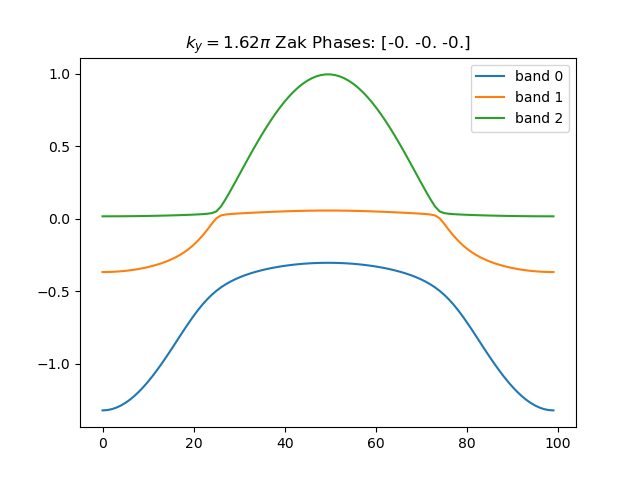 $k_y = 1.62\pi$ Zak Phases: [-0. -0. -0.]
band 0
band 1
band 2
1.0
0.5
0.0
−0.5
−1.0
0 20 40 60 80 100